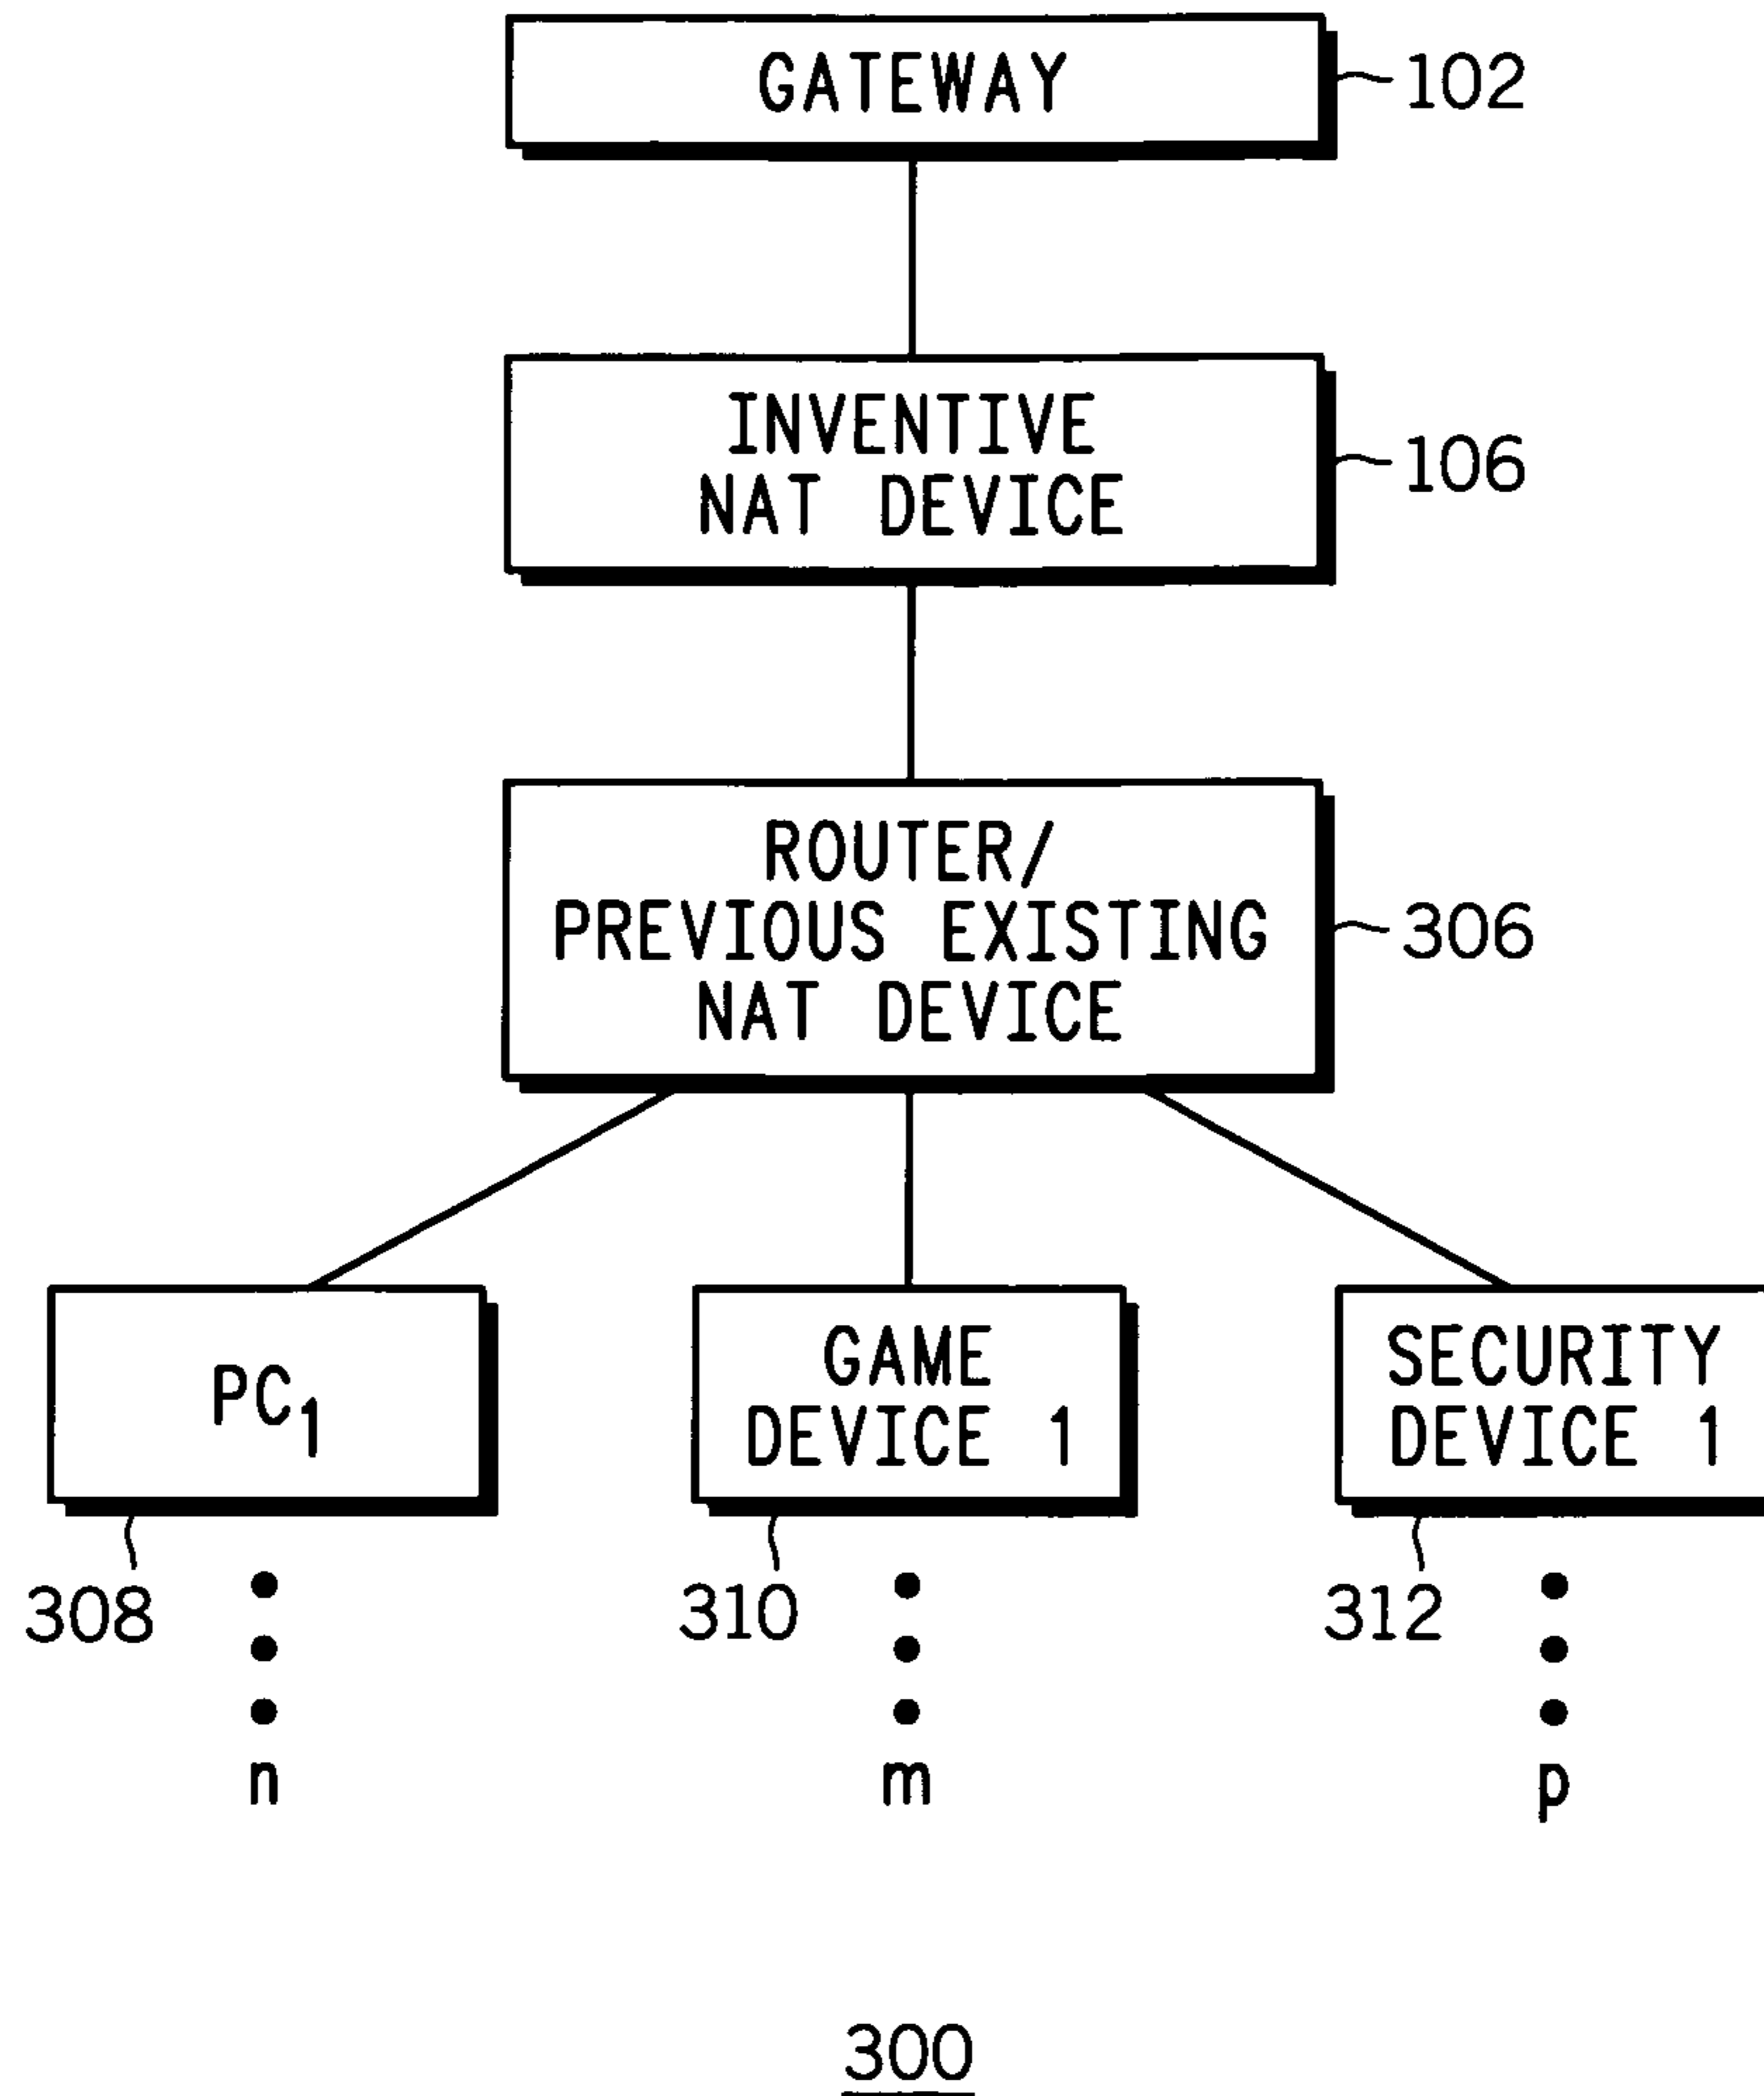 GATEWAY
102
INVENTIVE
NAT DEVICE
106
ROUTER/
PREVIOUS EXISTING
NAT DEVICE
306
PC1
GAME
DEVICE 1
SECURITY
DEVICE 1
308
310
312
n
m
p
300